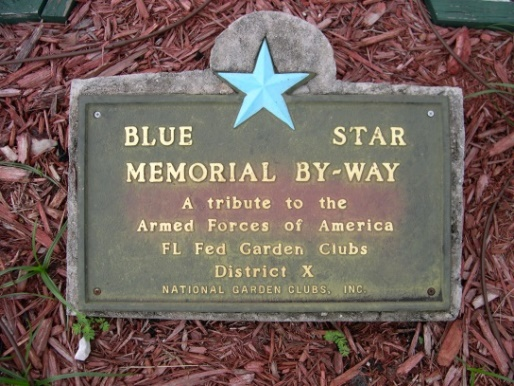 BLUE STAR
MEMORIAL BY-WAY
A tribute to the
Armed Forces of America
FL Fed Garden Clubs
District X
NATIONAL GARDEN CLUBS, INC.